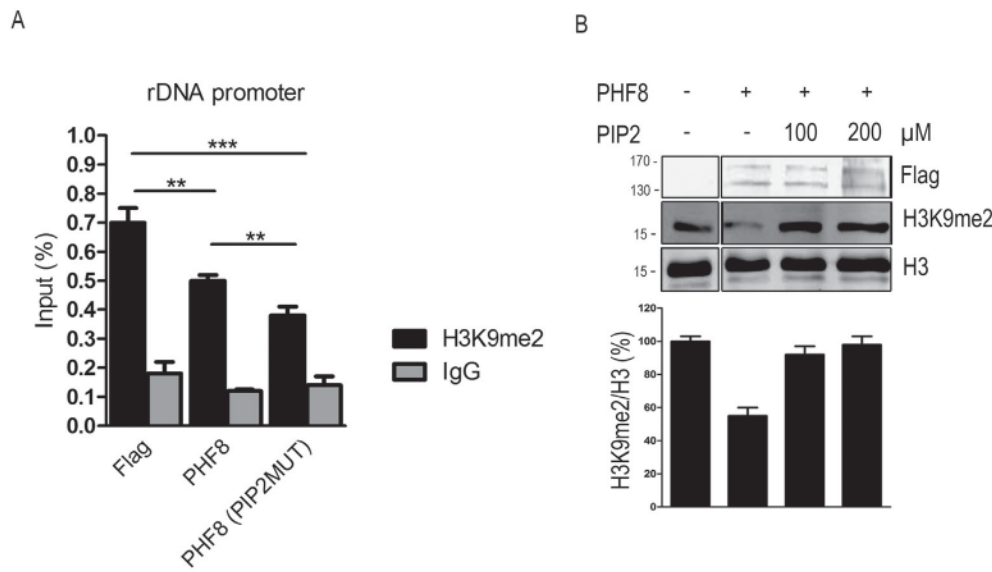 A
rDNA promoter
1.0
0.9
0.8
0.7
0.6
0.5
0.4
0.3
0.2
0.1
0.0
Input (%)
***
**
**
H3K9me2
IgG
Flag
PHF8
PHF8 (PIP2MUT)
B
PHF8 - + + +
PIP2 - - 100 200 μM
170 -
130 -
Flag
15 -
H3K9me2
15 -
H3
120
100
80
60
40
20
0
H3K9me2/H3 (%)